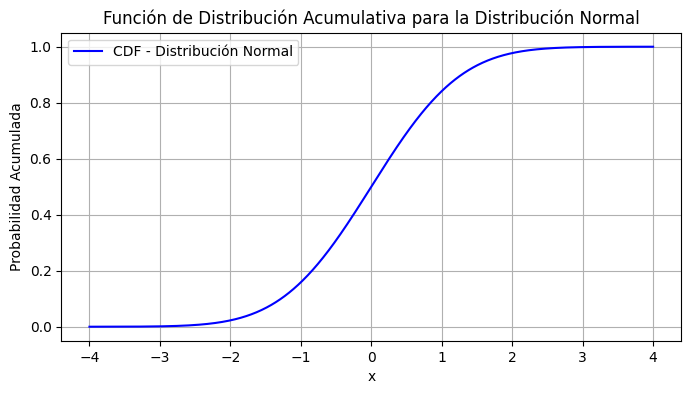 Función de Distribución Acumulativa para la Distribución Normal
CDF - Distribución Normal
Probabilidad Acumulada
1.0
0.8
0.6
0.4
0.2
0.0
−4 −3 −2 −1 0 1 2 3 4
x